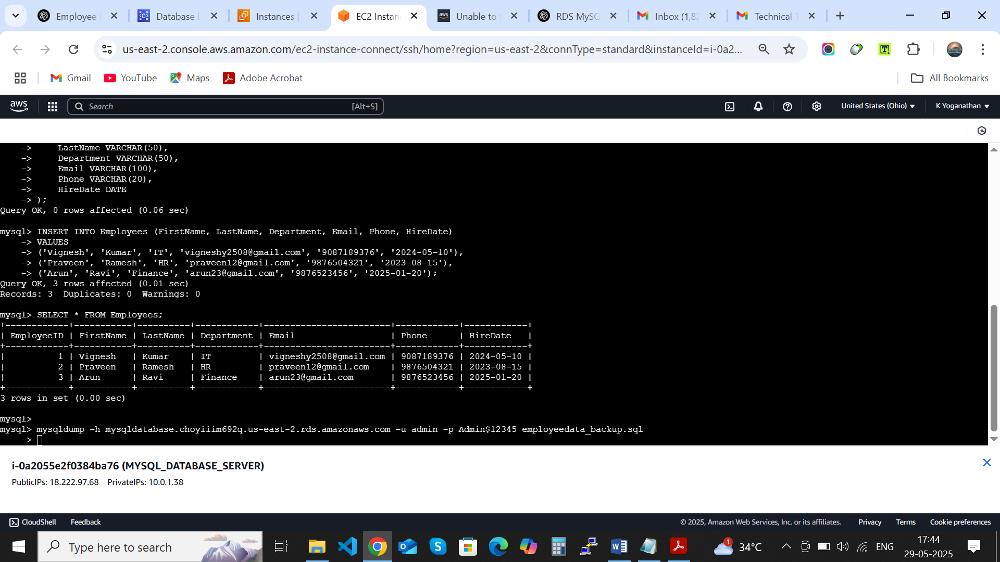 Employee
Database D
Instances |
EC2 Instan
Unable to
RDS MySQ
Inbox (1,82
Technical T
us-east-2.console.aws.amazon.com/ec2-instance-connect/ssh/home?region=us-east-2&connType=standard&instanceId=i-0a2...
Gmail
YouTube
Maps
Adobe Acrobat
All Bookmarks
aws
Search
[Alt+S]
United States (Ohio)
K Yoganathan
-> LastName VARCHAR(50),
-> Department VARCHAR(50),
-> Email VARCHAR(100),
-> Phone VARCHAR(20),
-> HireDate DATE
-> );
Query OK, 0 rows affected (0.06 sec)
mysql> INSERT INTO Employees (FirstName, LastName, Department, Email, Phone, HireDate)
-> VALUES
-> ('Vignesh', 'Kumar', 'IT', 'vigneshy2508@gmail.com', '9087189376', '2024-05-10'),
-> ('Praveen', 'Ramesh', 'HR', 'praveen12@gmail.com', '9876504321', '2023-08-15'),
-> ('Arun', 'Ravi', 'Finance', 'arun23@gmail.com', '9876523456', '2025-01-20');
Query OK, 3 rows affected (0.01 sec)
Records: 3  Duplicates: 0  Warnings: 0
mysql> SELECT * FROM Employees;
+------------+-----------+----------+------------+------------------------+------------+------------+
| EmployeeID | FirstName | LastName | Department | Email                  | Phone      | HireDate   |
+------------+-----------+----------+------------+------------------------+------------+------------+
|          1 | Vignesh   | Kumar    | IT         | vigneshy2508@gmail.com | 9087189376 | 2024-05-10 |
|          2 | Praveen   | Ramesh   | HR         | praveen12@gmail.com    | 9876504321 | 2023-08-15 |
|          3 | Arun      | Ravi     | Finance    | arun23@gmail.com       | 9876523456 | 2025-01-20 |
+------------+-----------+----------+------------+------------------------+------------+------------+
3 rows in set (0.00 sec)
mysql>
mysql> mysqldump -h mysqldatabase.choyiiim692q.us-east-2.rds.amazonaws.com -u admin -p Admin$12345 employeedata_backup.sql
->
i-0a2055e2f0384ba76 (MYSQL_DATABASE_SERVER)
PublicIPs: 18.222.97.68 PrivateIPs: 10.0.1.38
CloudShell
Feedback
© 2025, Amazon Web Services, Inc. or its affiliates.
Privacy
Terms
Cookie preferences
Type here to search
1
34°C
ENG
17:44
29-05-2025